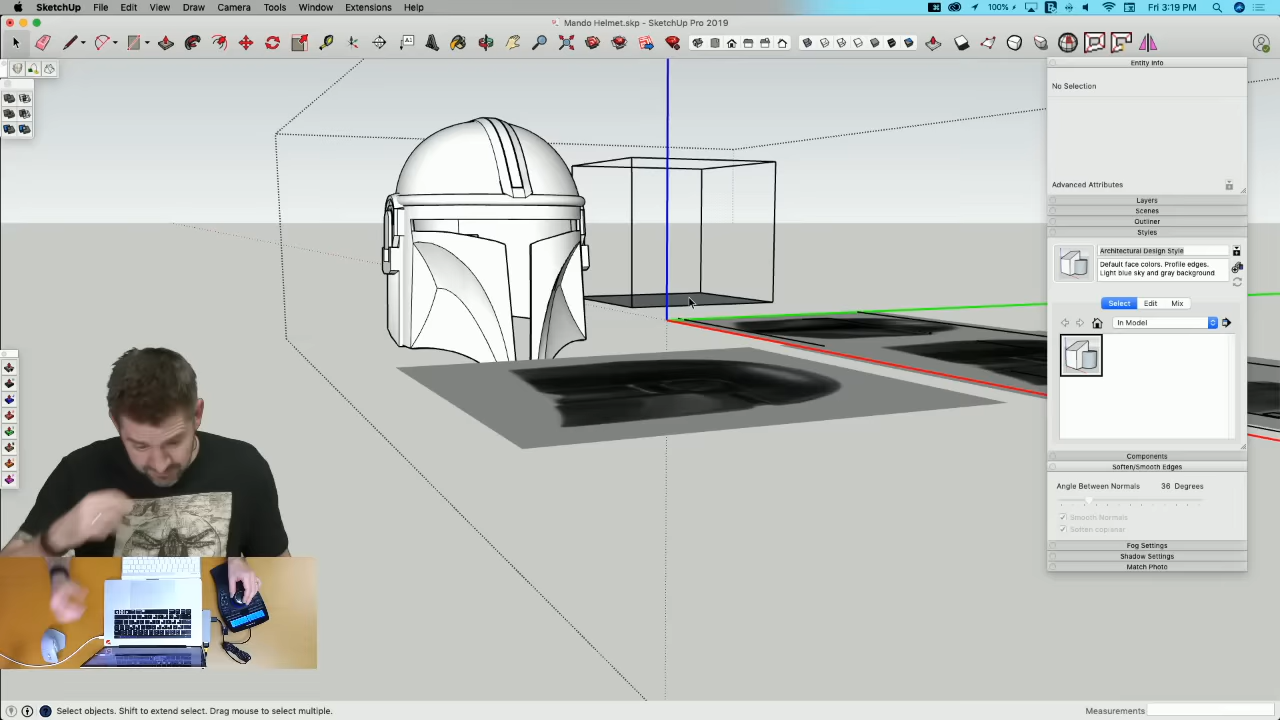 SketchUp File Edit View Draw Camera Tools Window Extensions Help 100% Fri 3:19 PM
Mando Helmet.skp - SketchUp Pro 2019
Entity Info
No Selection
Advanced Attributes
Layers
Scenes
Outliner
Styles
Architectural Design Style
Default face colors. Profile edges.
Light blue sky and gray background
Select Edit Mix
In Model
Components
Soften/Smooth Edges
Angle Between Normals 36 Degrees
Smooth Normals
Soften coplanar
Fog Settings
Shadow Settings
Match Photo
Select objects. Shift to extend select. Drag mouse to select multiple. Measurements